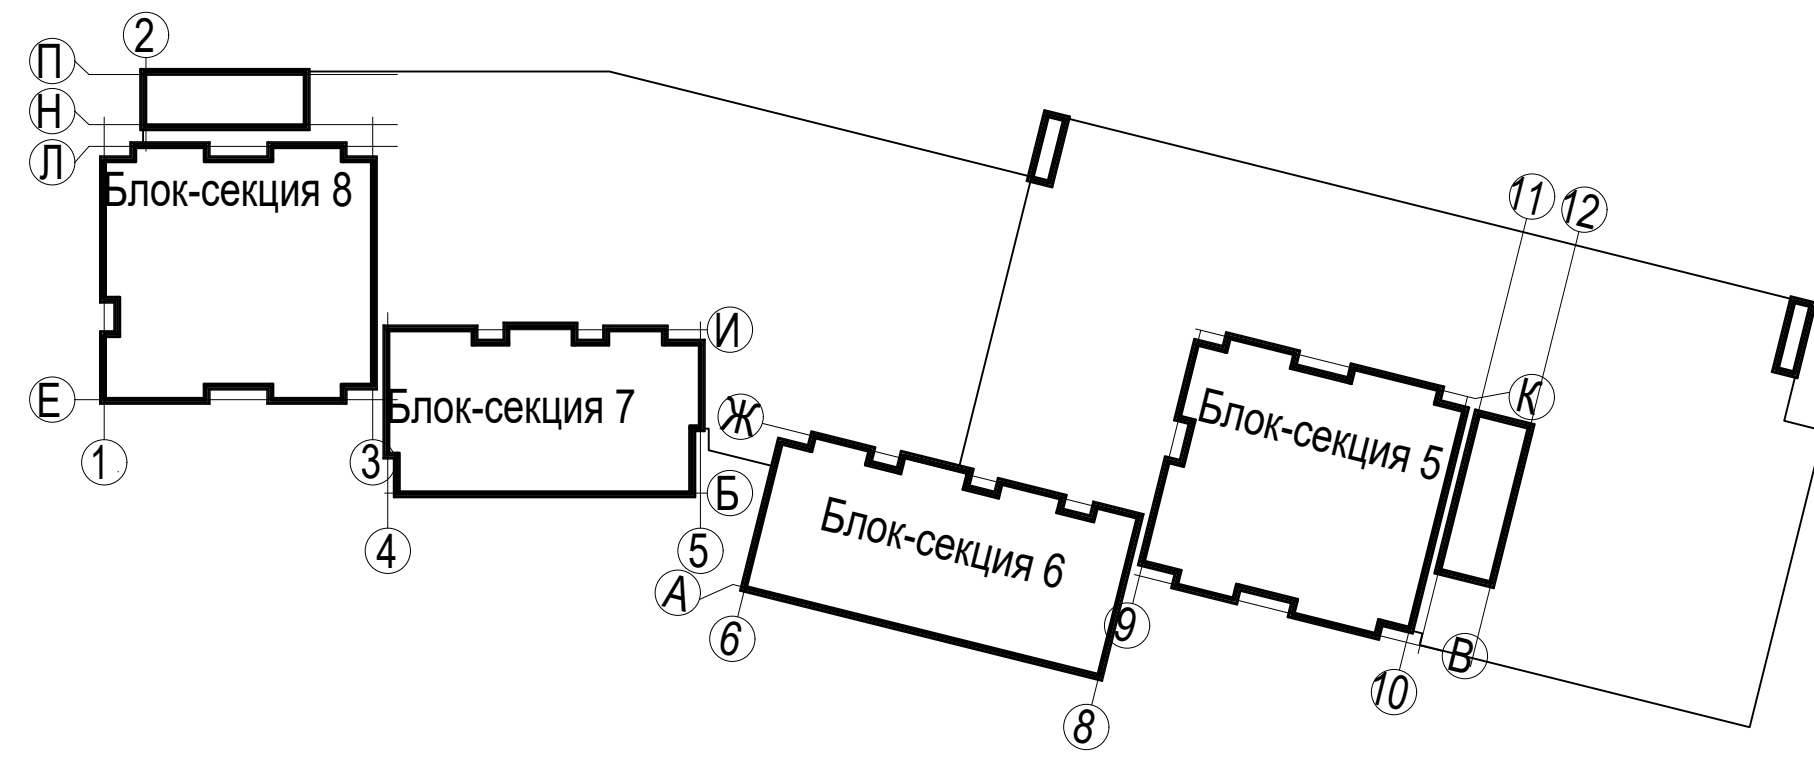 2
П
Н
Л
Блок-секция 8
11
12
Е
1
3
И
Блок-секция 7
Ж
К
Блок-секция 5
Б
4
5
Блок-секция 6
А
6
9
В
10
8